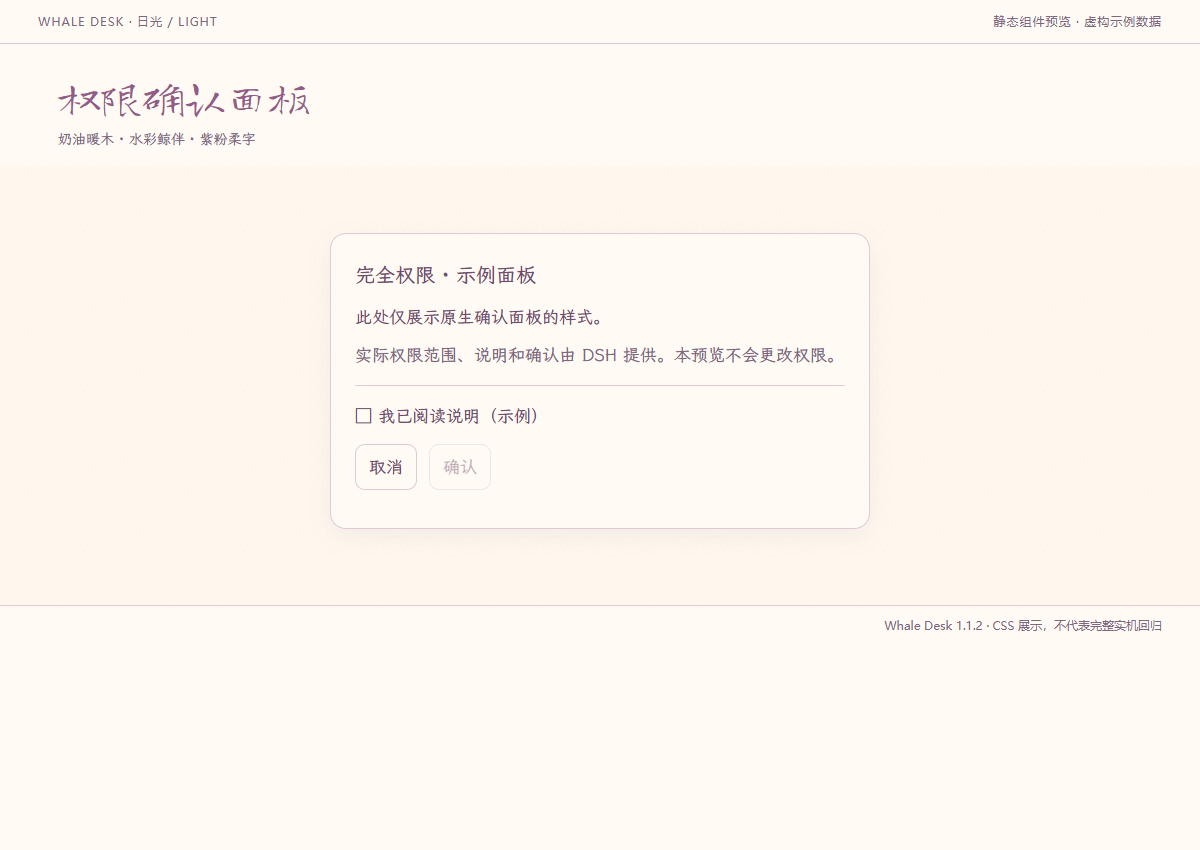 WHALE DESK · 日光 / LIGHT
静态组件预览 · 虚构示例数据
权限确认面板
奶油暖木 · 水彩鲸伴 · 紫粉柔字
完全权限 · 示例面板
此处仅展示原生确认面板的样式。
实际权限范围、说明和确认由 DSH 提供。本预览不会更改权限。
我已阅读说明（示例）
取消
确认
Whale Desk 1.1.2 · CSS 展示，不代表完整实机回归